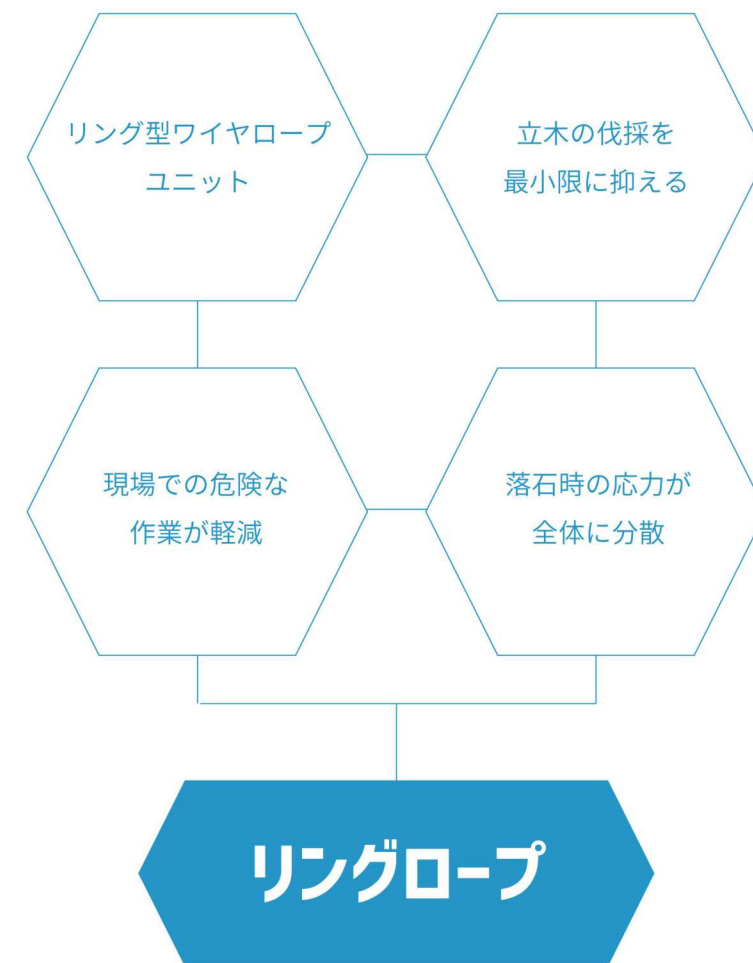 リング型ワイヤロープ
ユニット
立木の伐採を
最小限に抑える
現場での危険な
作業が軽減
落石時の応力が
全体に分散
リングロープ